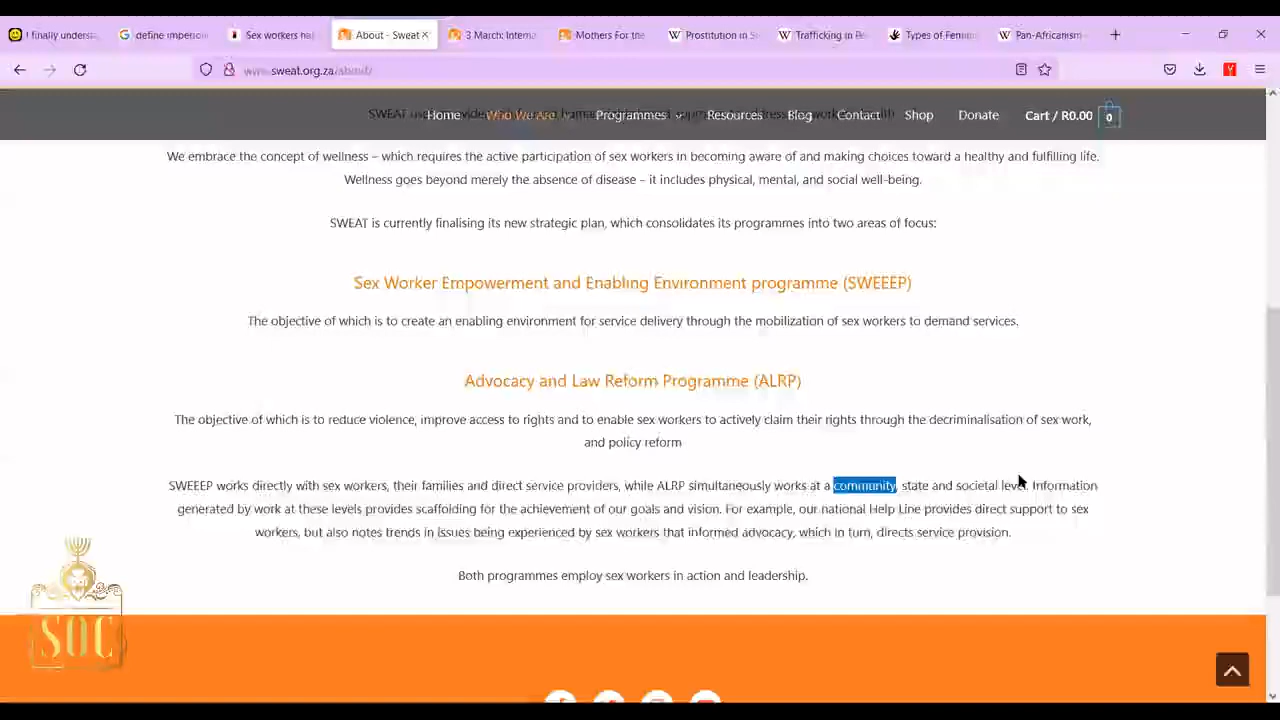 I finally understa
define imperioni
Sex workers hai
About - Sweat
3 March: Interna
Mothers For the
Prostitution in S
Trafficking in Pe
Types of Femini
Pan-Africanism
www.sweat.org.za/about/
Home Who We Are Programmes Resources Blog Contact Shop Donate Cart / R0.00 0
We embrace the concept of wellness – which requires the active participation of sex workers in becoming aware of and making choices toward a healthy and fulfilling life.
Wellness goes beyond merely the absence of disease – it includes physical, mental, and social well-being.
SWEAT is currently finalising its new strategic plan, which consolidates its programmes into two areas of focus:
Sex Worker Empowerment and Enabling Environment programme (SWEEEP)
The objective of which is to create an enabling environment for service delivery through the mobilization of sex workers to demand services.
Advocacy and Law Reform Programme (ALRP)
The objective of which is to reduce violence, improve access to rights and to enable sex workers to actively claim their rights through the decriminalisation of sex work,
and policy reform
SWEEEP works directly with sex workers, their families and direct service providers, while ALRP simultaneously works at a community, state and societal level. Information
generated by work at these levels provides scaffolding for the achievement of our goals and vision. For example, our national Help Line provides direct support to sex
workers, but also notes trends in issues being experienced by sex workers that informed advocacy, which in turn, directs service provision.
Both programmes employ sex workers in action and leadership.
SOC